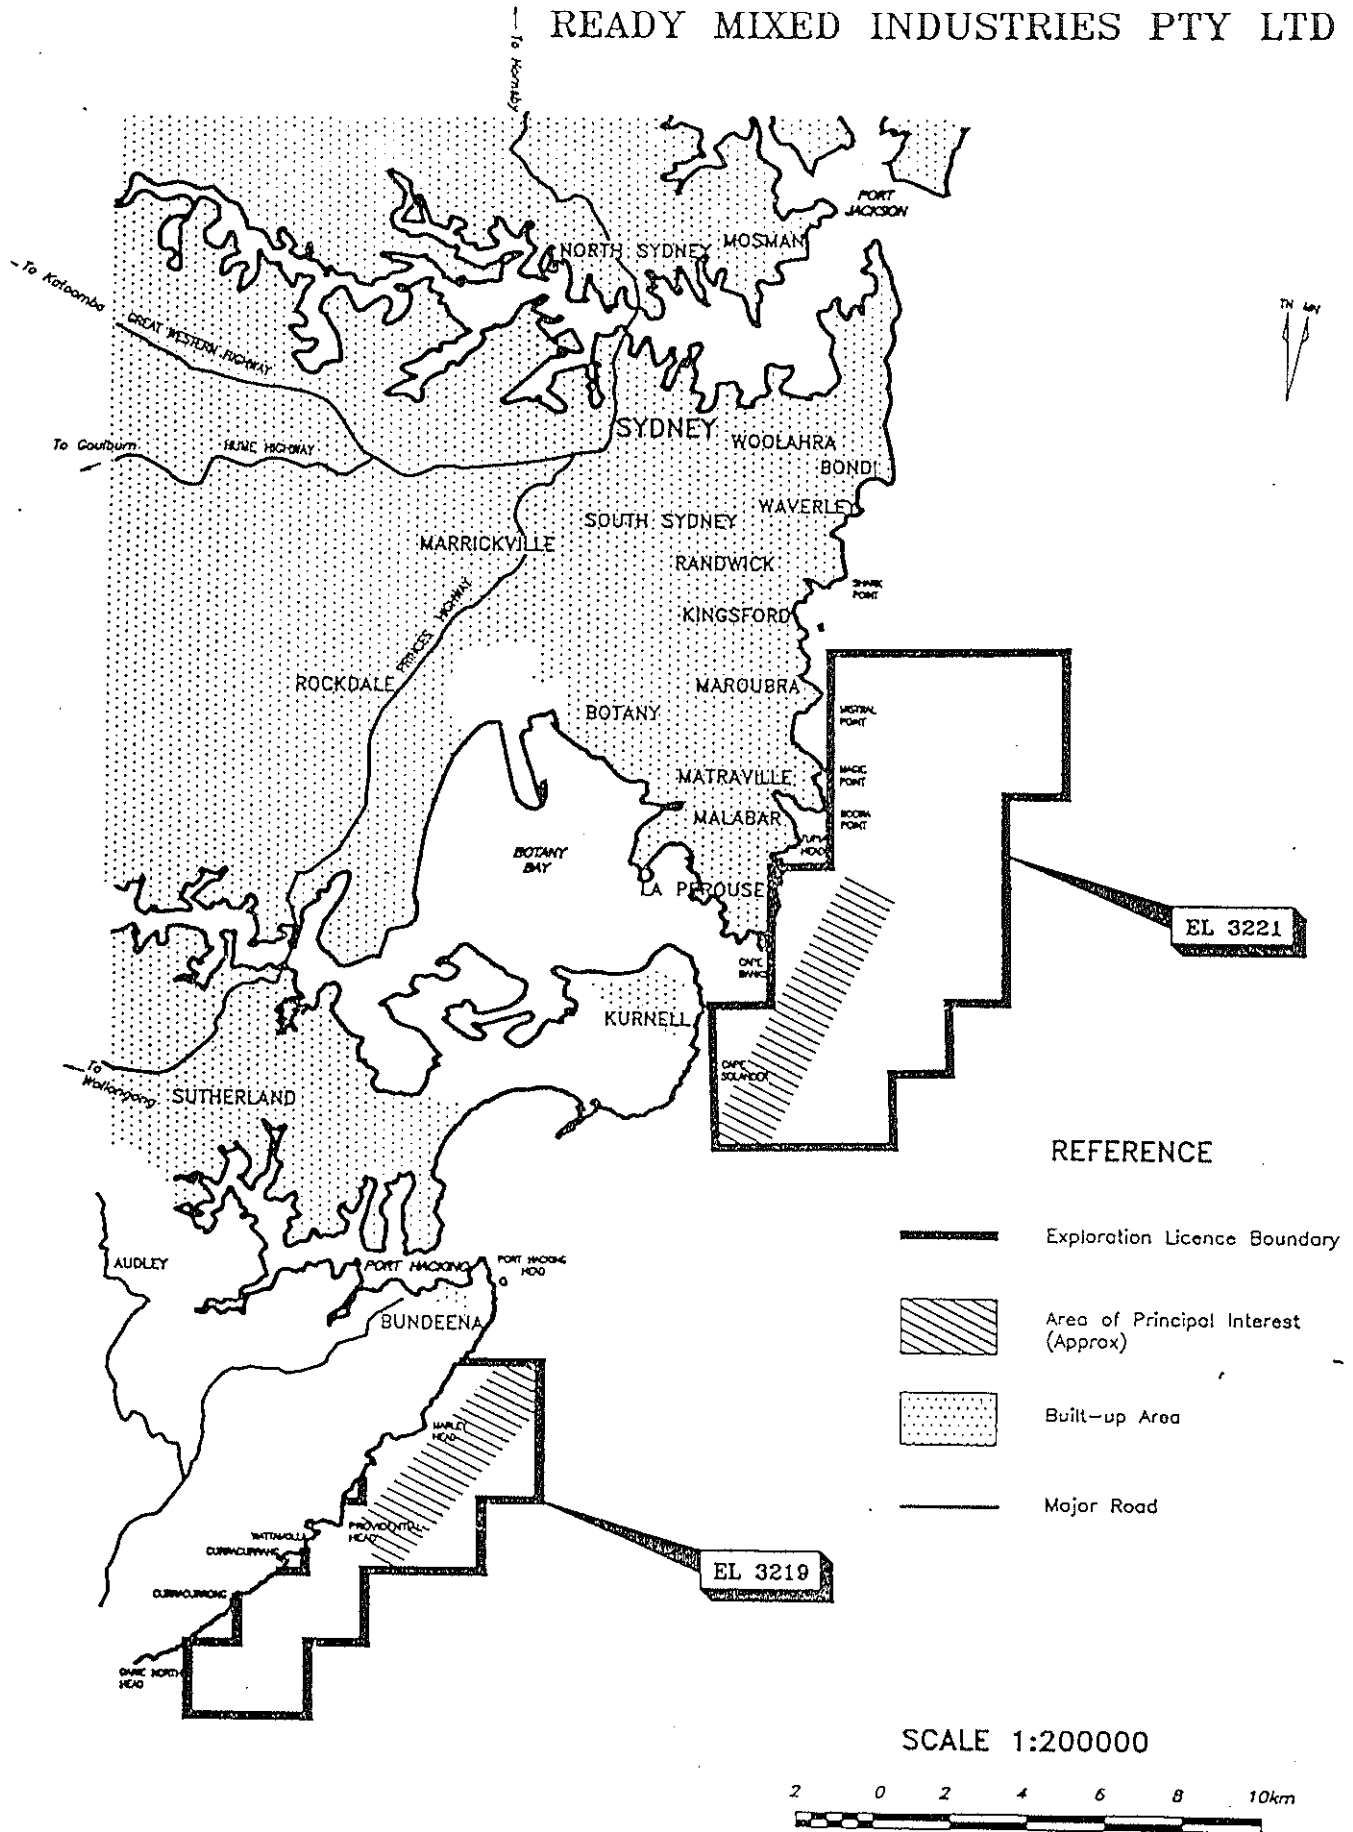 READY MIXED INDUSTRIES PTY LTD
To Hornsby
PORT
JACKSON
MOSMAN
NORTH SYDNEY
To Katoomba
GREAT WESTERN HIGHWAY
TN MN
SYDNEY
WOOLAHRA
To Goulburn
HUME HIGHWAY
BONDI
WAVERLEY
SOUTH SYDNEY
MARRICKVILLE
RANDWICK
SHARK
POINT
KINGSFORD
PRINCES HIGHWAY
ROCKDALE
MAROUBRA
BOTANY
MISTRAL
POINT
MATRAVILLE
MAGIC
POINT
MALABAR
BOORA
POINT
BOTANY
BAY
HEAD
LA PEROUSE
EL 3221
CAPE
BANKS
KURNELL
CAPE
SOLANDER
To
Wollongong
SUTHERLAND
REFERENCE
Exploration Licence Boundary
AUDLEY
PORT HACKING
PORT HACKING
HEAD
BUNDEENA
Area of Principal Interest
(Approx)
MARLEY
HEAD
Built-up Area
Major Road
PROVIDENTIAL
HEAD
WATTAMOLLA
CURRACURRANG
EL 3219
CURRACURRONG
GARIE NORTH
HEAD
SCALE 1:200000
2 0 2 4 6 8 10km